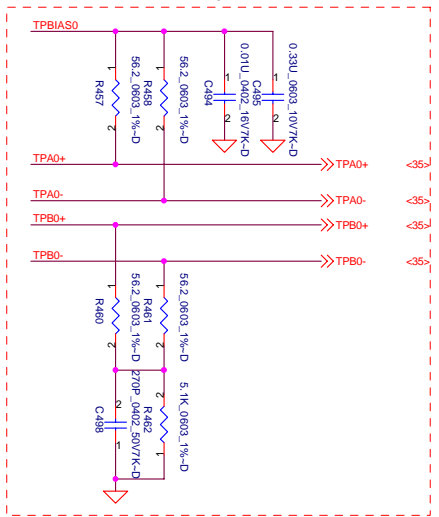 TPBIAS0
1
R457
2
56.2_0603_1%~D
1
R458
2
56.2_0603_1%~D
1
C494
2
0.01U_0402_16V7K~D
1
C495
2
0.33U_0603_10V7K~D
TPA0+
TPA0+
<35>
TPA0-
TPA0-
<35>
TPB0+
TPB0+
<35>
TPB0-
TPB0-
<35>
1
R460
2
56.2_0603_1%~D
1
R461
2
56.2_0603_1%~D
2
C498
1
270P_0402_50V7K~D
2
R462
1
5.1K_0603_1%~D